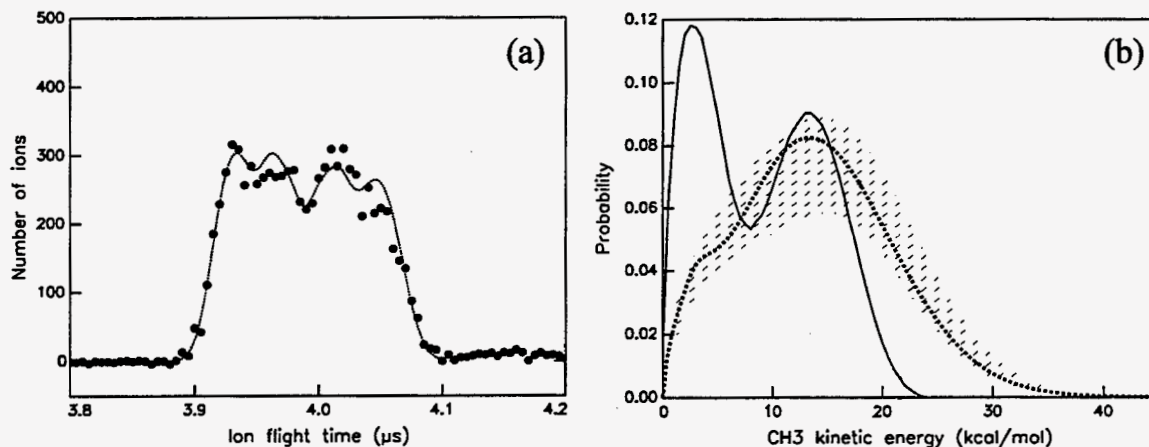 (a)
Number of ions
500
400
300
200
100
0
3.8 3.9 4.0 4.1 4.2
Ion flight time (μs)
(b)
Probability
0.12
0.10
0.08
0.06
0.04
0.02
0.00
0 10 20 30 40
CH3 kinetic energy (kcal/mol)